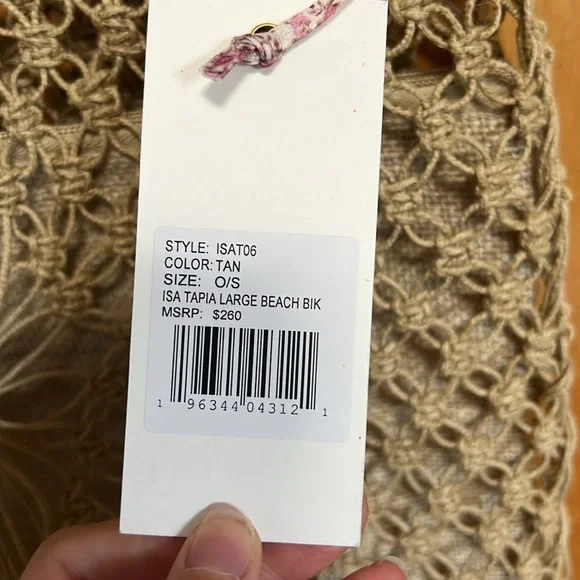 STYLE: ISAT06
COLOR: TAN
SIZE: O/S
ISA TAPIA LARGE BEACH BIK
MSRP: $260
1 96344 04312 1